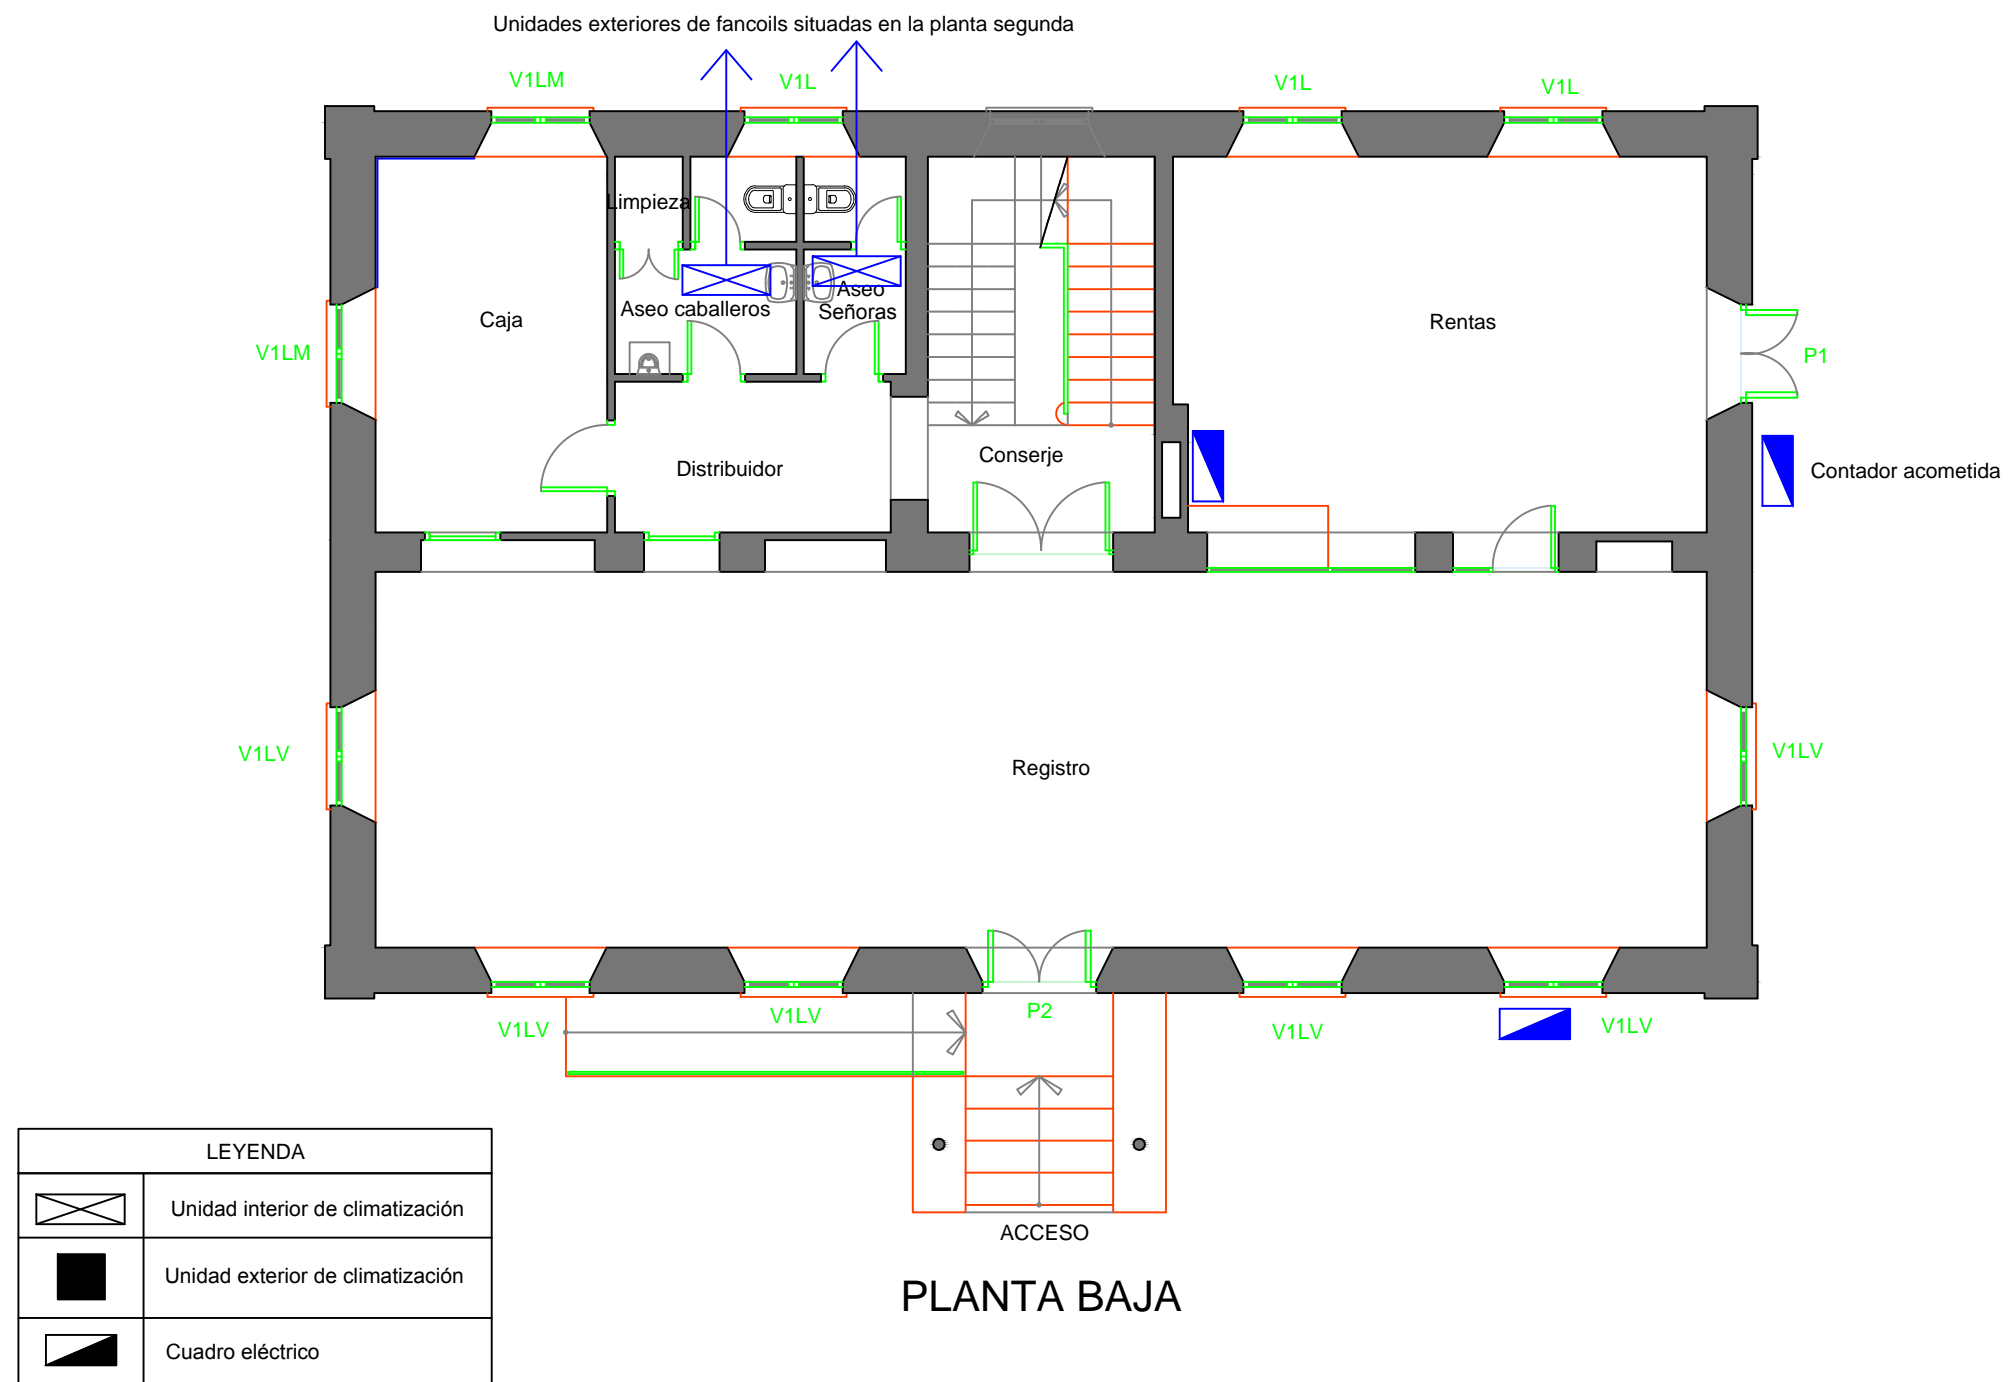 Unidades exteriores de fancoils situadas en la planta segunda
V1LM
V1L
V1L
V1L
Limpieza
Caja
Aseo caballeros
Aseo
Señoras
Rentas
V1LM
P1
Conserje
Distribuidor
Contador acometida
V1LV
Registro
V1LV
V1LV
V1LV
P2
V1LV
V1LV
ACCESO
PLANTA BAJA
LEYENDA
Unidad interior de climatización
Unidad exterior de climatización
Cuadro eléctrico